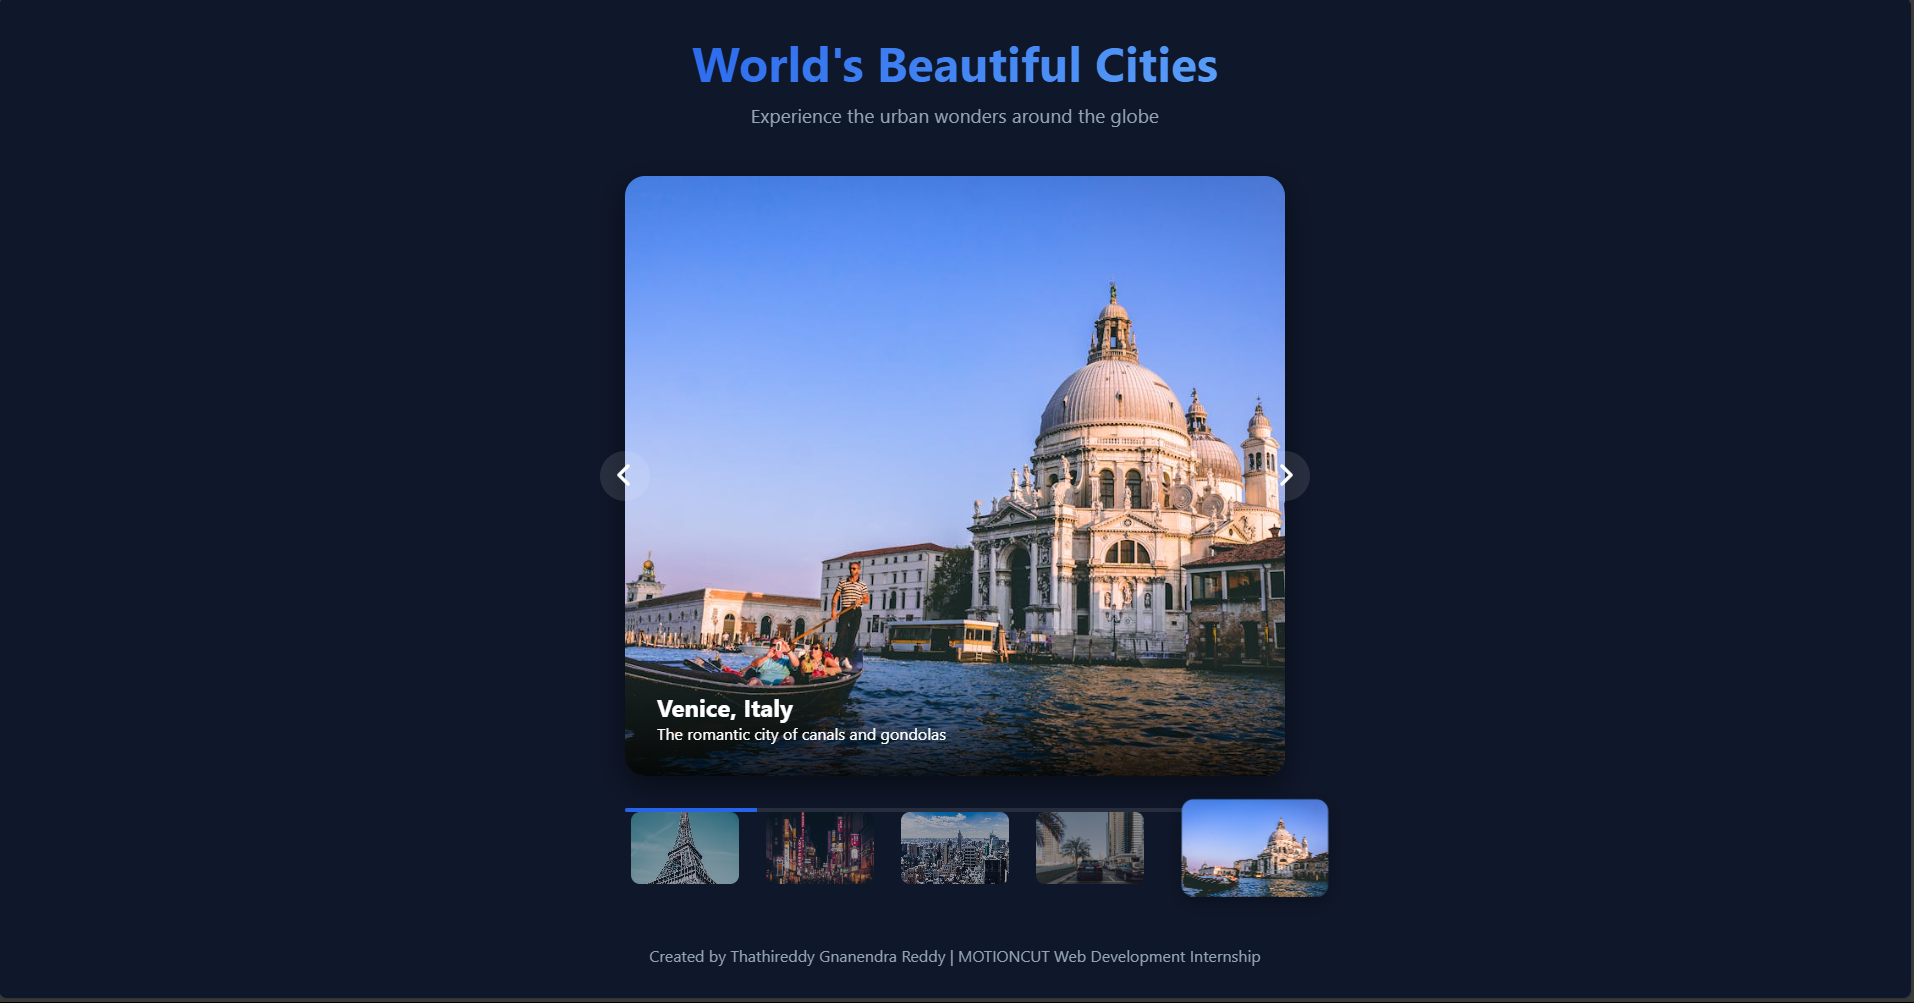 World's Beautiful Cities
Experience the urban wonders around the globe
Venice, Italy
The romantic city of canals and gondolas
Created by Thathireddy Gnanendra Reddy | MOTIONCUT Web Development Internship